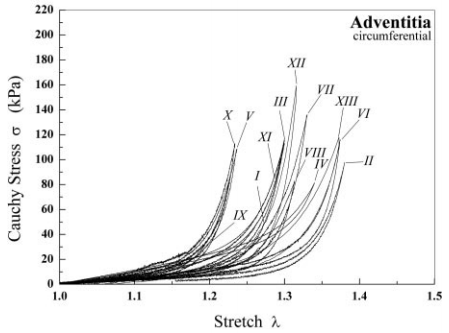 Adventitia
circumferential
220
200
180
160
140
120
100
80
60
40
20
0
Cauchy Stress σ (kPa)
XII
VII
III
XIII
X
V
VI
XI
VIII
IV
II
I
IX
1.0 1.1 1.2 1.3 1.4 1.5
Stretch λ